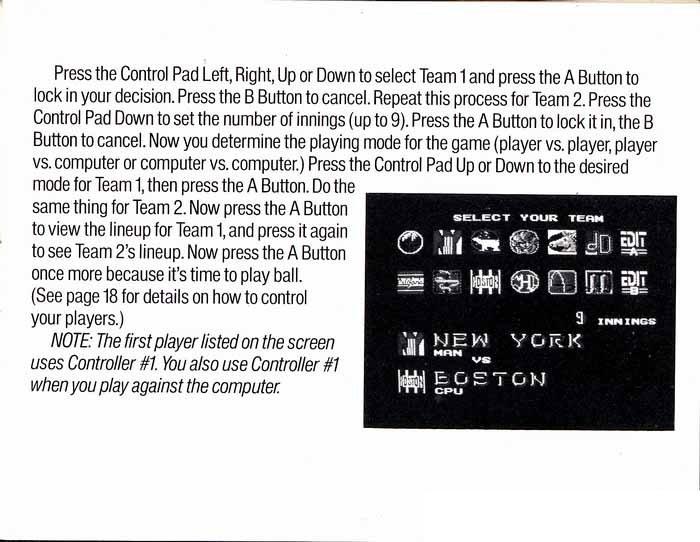 Press the Control Pad Left, Right, Up or Down to select Team 1 and press the A Button to
lock in your decision. Press the B Button to cancel. Repeat this process for Team 2. Press the
Control Pad Down to set the number of innings (up to 9). Press the A Button to lock it in, the B
Button to cancel. Now you determine the playing mode for the game (player vs. player, player
vs. computer or computer vs. computer.) Press the Control Pad Up or Down to the desired
mode for Team 1, then press the A Button. Do the
same thing for Team 2. Now press the A Button
to view the lineup for Team 1, and press it again
to see Team 2's lineup. Now press the A Button
once more because it's time to play ball.
(See page 18 for details on how to control
your players.)
NOTE: The first player listed on the screen
uses Controller #1. You also use Controller #1
when you play against the computer.
SELECT YOUR TEAM
EDIT
A
BOSTON
EDIT
B
9 INNINGS
NEW YORK
MAN VS
BOSTON
BOSTON
CPU